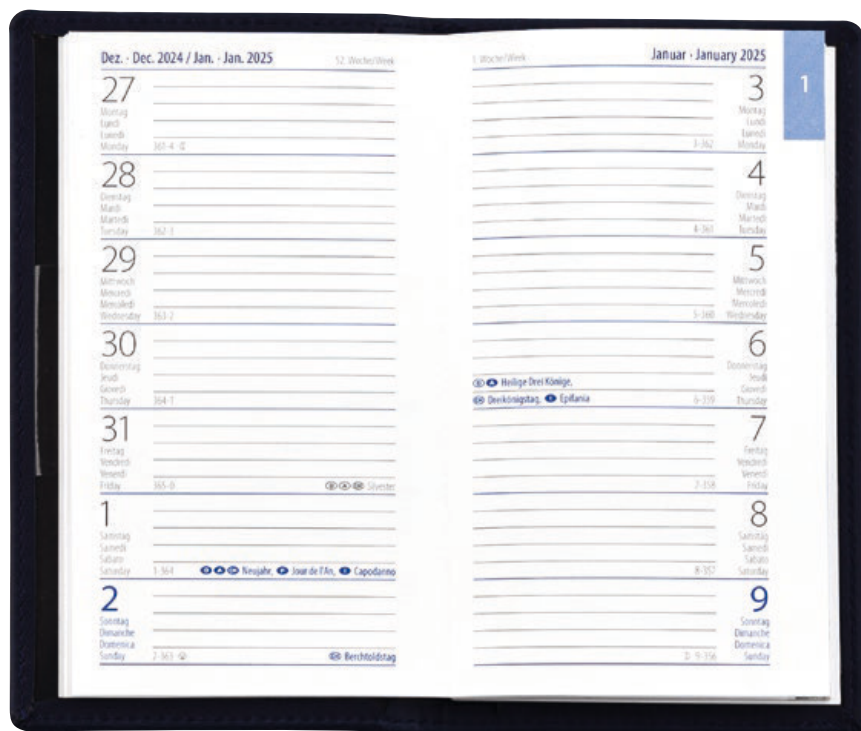 Dez. · Dec. 2024 / Jan. · Jan. 2025
52. Woche/Week
27
Montag
Lundi
Lunedì
Monday 361-4
28
Dienstag
Mardi
Martedì
Tuesday 362-3
29
Mittwoch
Mercredi
Mercoledì
Wednesday 363-2
30
Donnerstag
Jeudi
Giovedì
Thursday 364-1
31
Freitag
Vendredi
Venerdì
Friday 365-0 Silvester
1
Samstag
Samedi
Sabato
Saturday 1-364 Neujahr, Jour de l'An, Capodanno
2
Sonntag
Dimanche
Domenica
Sunday 2-363 Berchtoldstag
1. Woche/Week
Januar · January 2025
1
3
Montag
Lundi
Lunedì
3-362 Monday
4
Dienstag
Mardi
Martedì
4-361 Tuesday
5
Mittwoch
Mercredi
Mercoledì
5-360 Wednesday
6
Donnerstag
Heilige Drei Könige, Jeudi
Giovedì
Dreikönigstag, Epifania 6-359 Thursday
7
Freitag
Vendredi
Venerdì
7-358 Friday
8
Samstag
Samedi
Sabato
8-357 Saturday
9
Sonntag
Dimanche
Domenica
9-356 Sunday